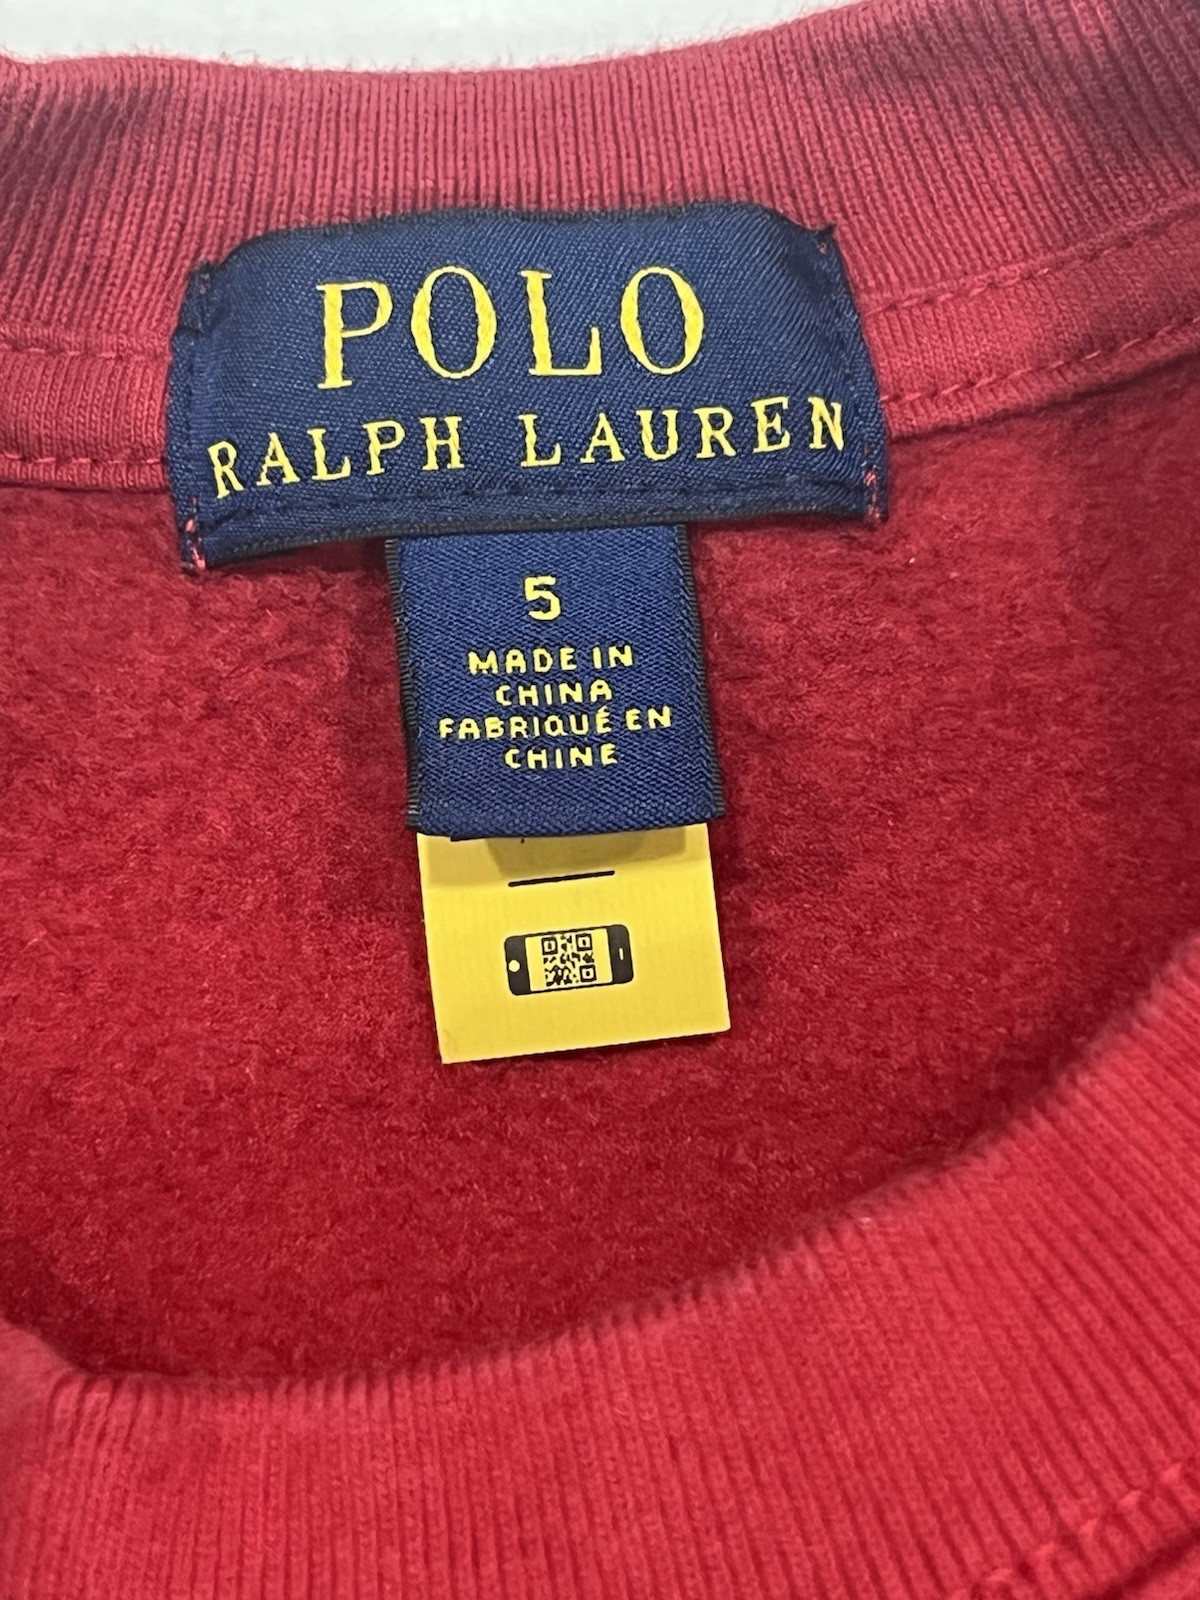 POLO
RALPH LAUREN
5
MADE IN
CHINA
FABRIQUÉ EN
CHINE